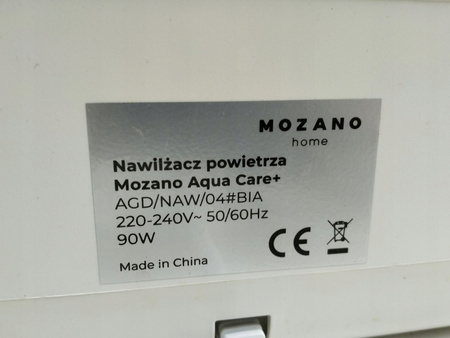 MOZANO
home
Nawilżacz powietrza
Mozano Aqua Care+
AGD/NAW/04#BIA
220-240V~ 50/60Hz
90W
CE
Made in China